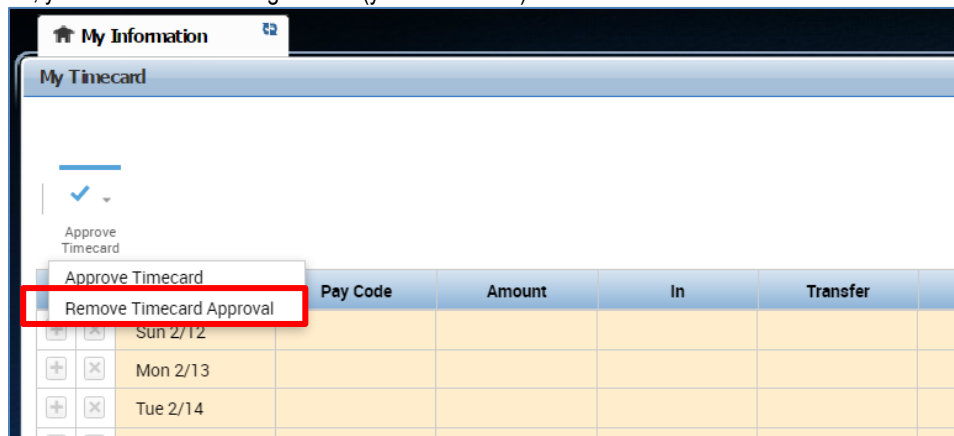 My Information
My Timecard
Approve
Timecard
Approve Timecard
Remove Timecard Approval
Pay Code Amount In Transfer
Sun 2/12
Mon 2/13
Tue 2/14